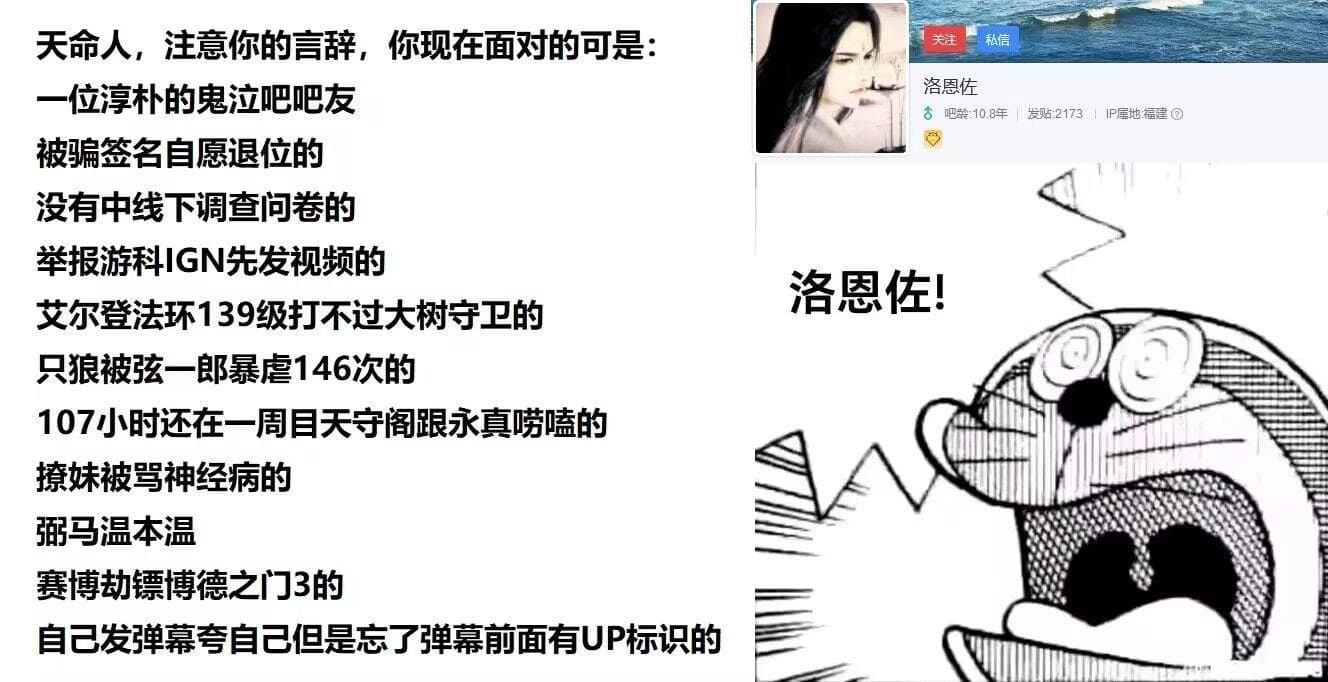 天命人，注意你的言辞，你现在面对的可是：
一位淳朴的鬼泣吧吧友
被骗签名自愿退位的
没有中线下调查问卷的
举报游科IGN先发视频的
艾尔登法环139级打不过大树守卫的
只狼被弦一郎暴虐146次的
107小时还在一周目天守阁跟永真唠嗑的
撩妹被骂神经病的
弼马温本温
赛博劫镖博德之门3的
自己发弹幕夸自己但是忘了弹幕前面有UP标识的
关注
私信
洛恩佐
吧龄:10.8年
发贴:2173
IP属地:福建
洛恩佐!